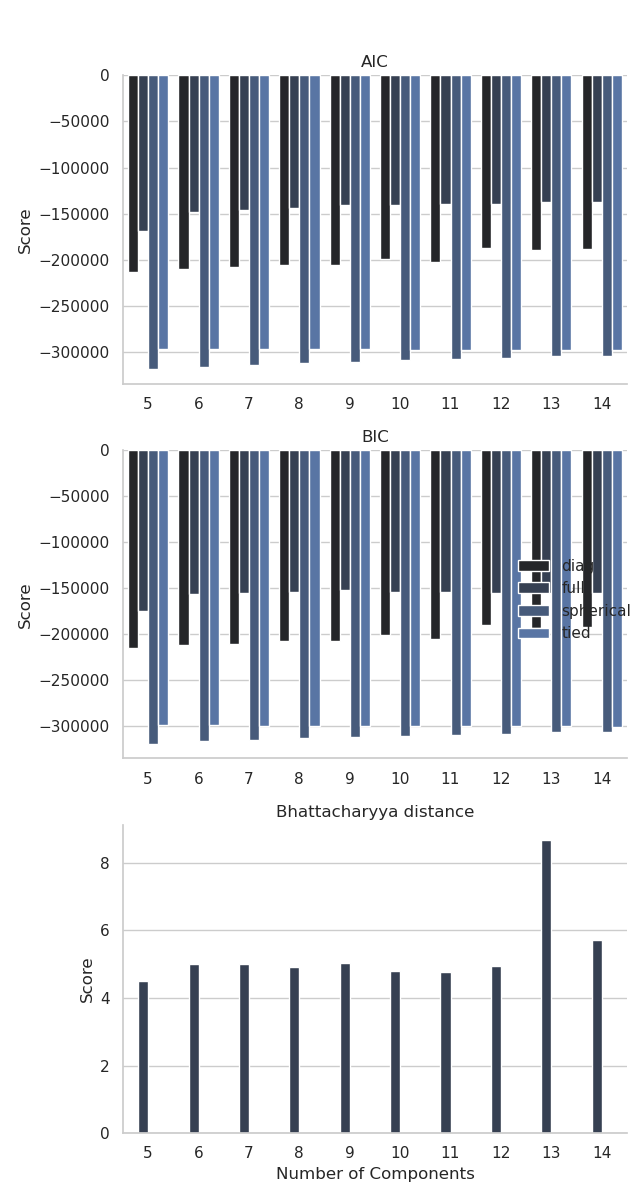 AIC
0
−50000
−100000
−150000
−200000
−250000
−300000
Score
5 6 7 8 9 10 11 12 13 14
BIC
0
−50000
−100000
−150000
−200000
−250000
−300000
Score
diag
full
spherical
tied
5 6 7 8 9 10 11 12 13 14
Bhattacharyya distance
8
6
4
2
0
Score
5 6 7 8 9 10 11 12 13 14
Number of Components